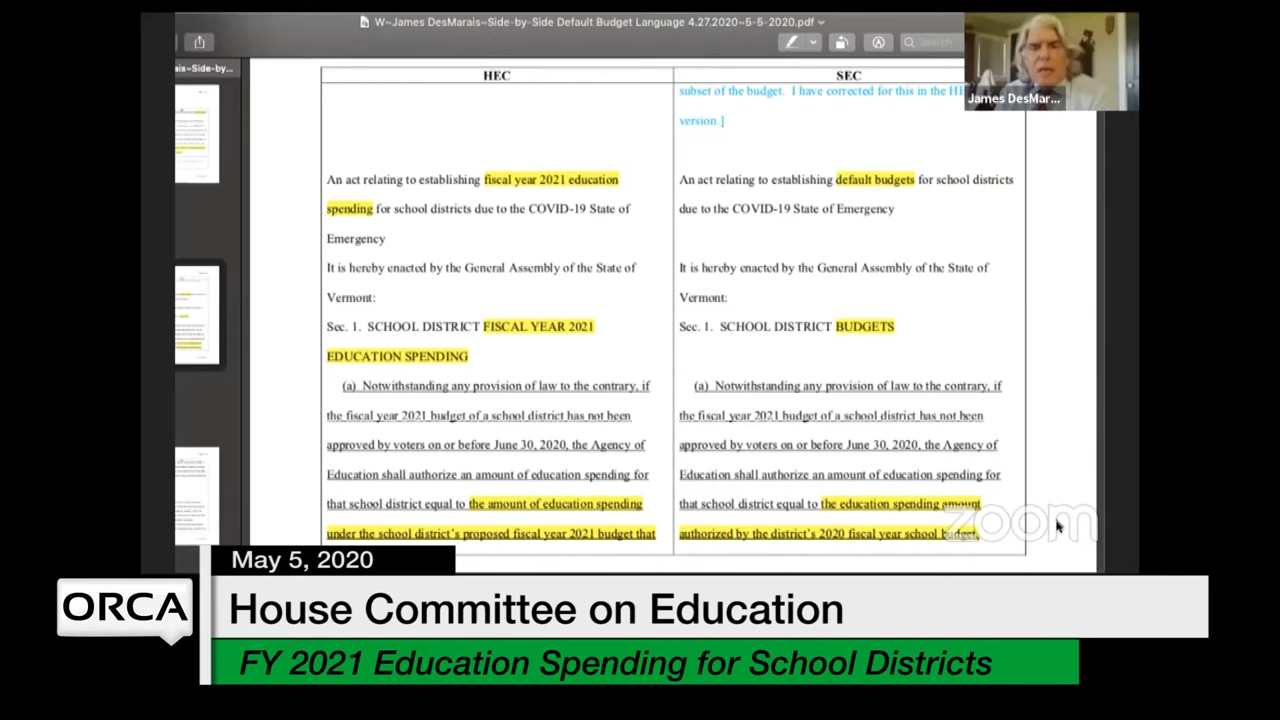 W~James DesMarais~Side-by-Side Default Budget Language 4.27.2020~5-5-2020.pdf
Search
ais~Side-by...
James DesMar...
HEC
SEC
subset of the budget. I have corrected for this in the
version.]
An act relating to establishing fiscal year 2021 education
spending for school districts due to the COVID-19 State of
Emergency
It is hereby enacted by the General Assembly of the State of
Vermont:
Sec. 1. SCHOOL DISTRICT FISCAL YEAR 2021
EDUCATION SPENDING
(a) Notwithstanding any provision of law to the contrary, if
the fiscal year 2021 budget of a school district has not been
approved by voters on or before June 30, 2020, the Agency of
Education shall authorize an amount of education spending for
that school district equal to the amount of education spending
under the school district's proposed fiscal year 2021 budget that
An act relating to establishing default budgets for school districts
due to the COVID-19 State of Emergency
It is hereby enacted by the General Assembly of the State of
Vermont:
Sec. 1. SCHOOL DISTRICT BUDGETS
(a) Notwithstanding any provision of law to the contrary, if
the fiscal year 2021 budget of a school district has not been
approved by voters on or before June 30, 2020, the Agency of
Education shall authorize an amount of education spending for
that school district equal to the education spending amount
authorized by the district's 2020 fiscal year school budget,
zoom
May 5, 2020
ORCA
House Committee on Education
FY 2021 Education Spending for School Districts